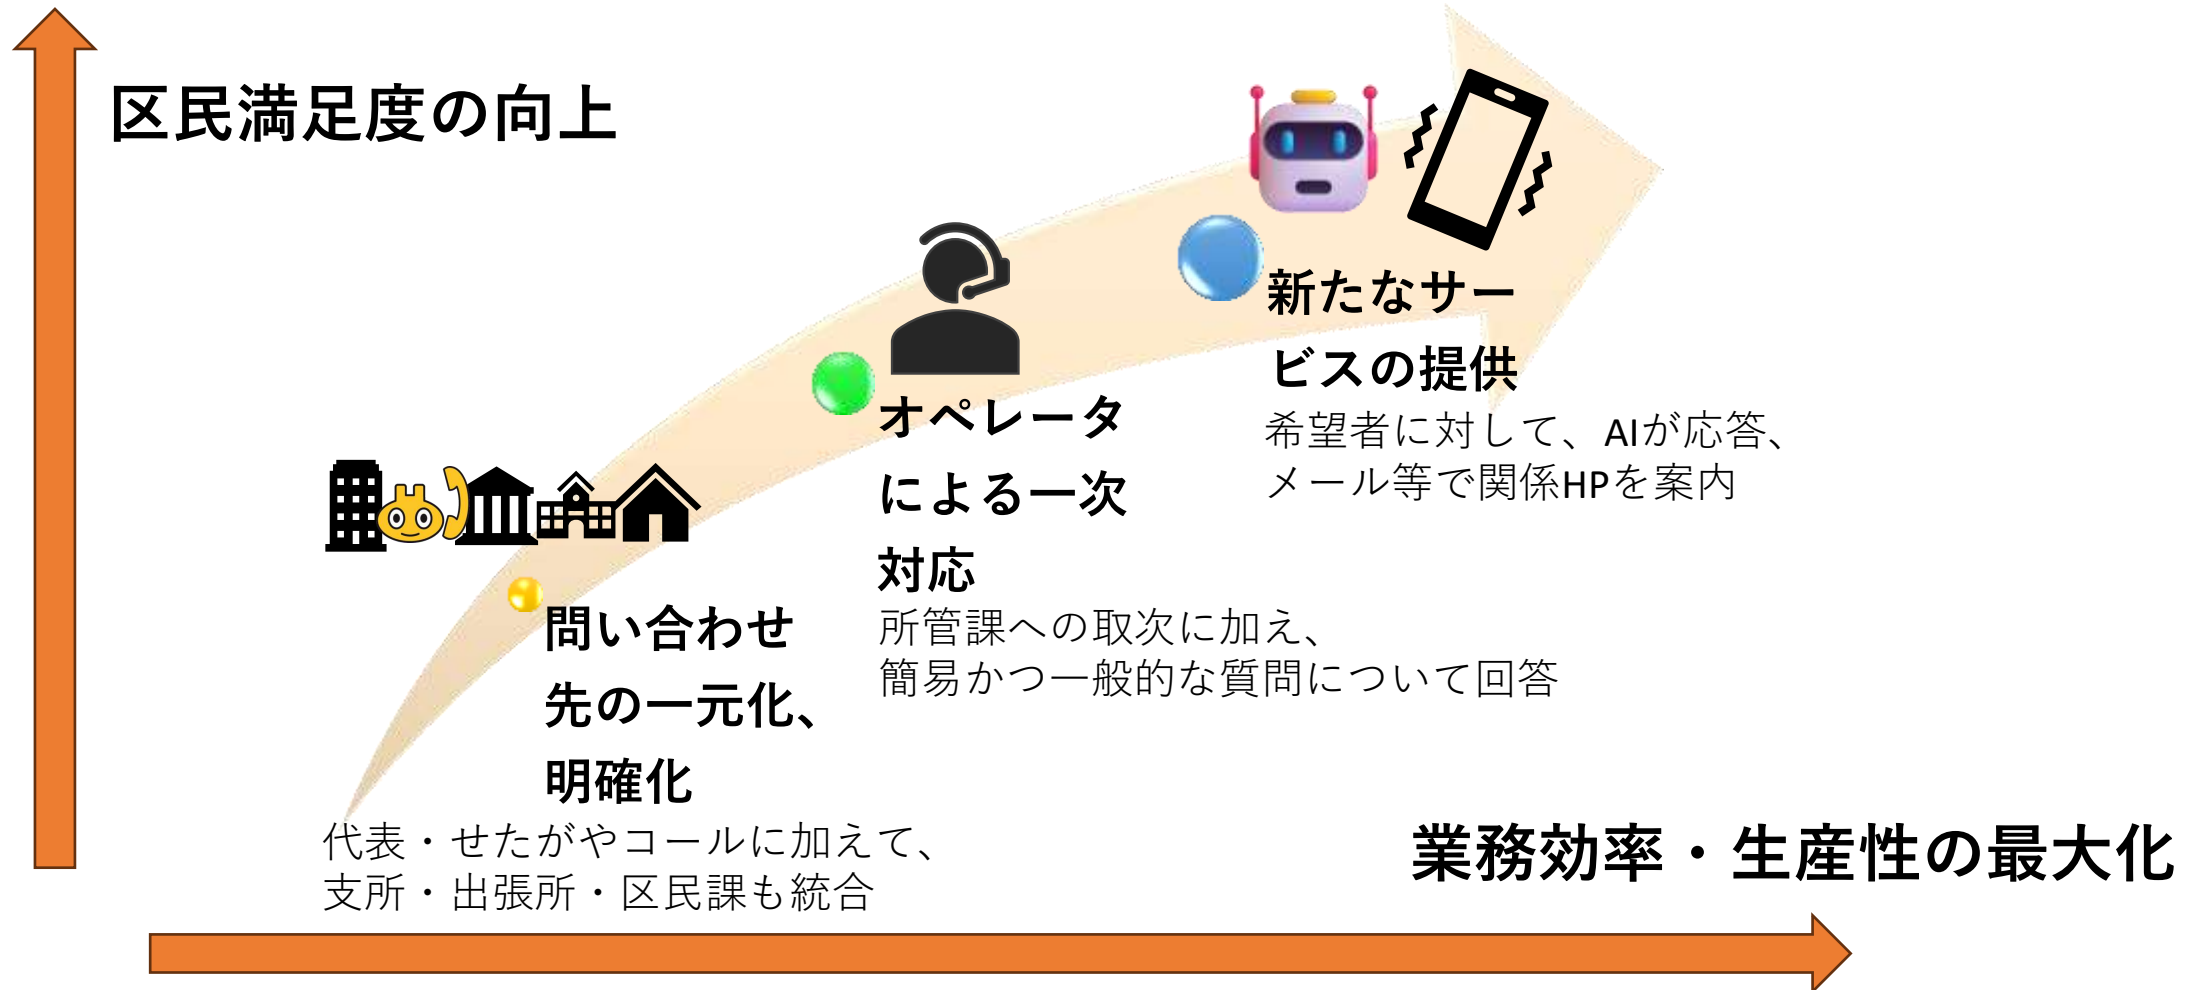 区民満足度の向上
新たなサー
ビスの提供
希望者に対して、AIが応答、
メール等で関係HPを案内
オペレータ
による一次
対応
所管課への取次に加え、
簡易かつ一般的な質問について回答
問い合わせ
先の一元化、
明確化
代表・せたがやコールに加えて、
支所・出張所・区民課も統合
業務効率・生産性の最大化